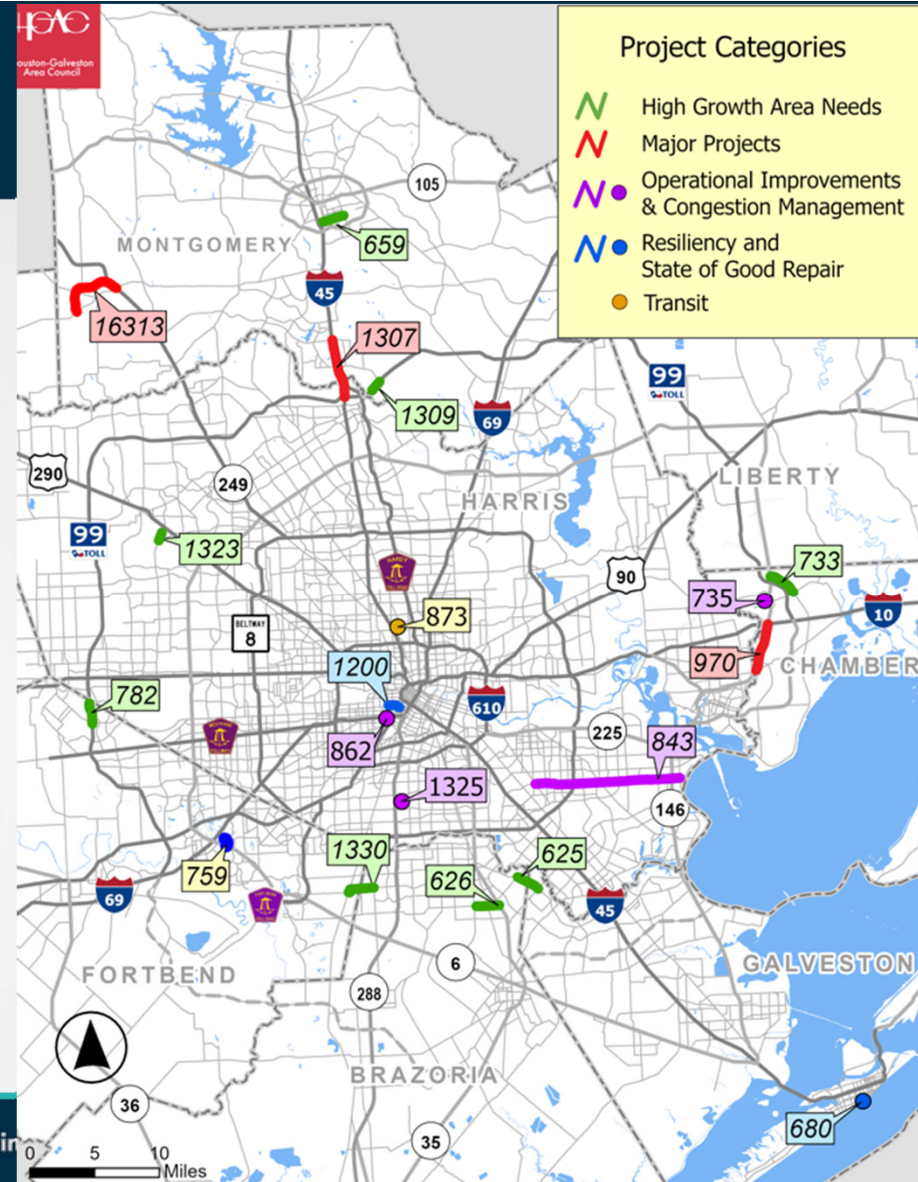 HGAC
Houston-Galveston
Area Council
Project Categories
High Growth Area Needs
Major Projects
Operational Improvements
& Congestion Management
Resiliency and
State of Good Repair
Transit
105
MONTGOMERY
659
45
16313
1307
99
TOLL
1309
69
290
249
HARRIS
LIBERTY
99
TOLL
1323
HARDY
90
733
735
10
BELTWAY
8
873
1200
970
CHAMBER
782
610
225
843
862
1325
146
759
1330
625
626
69
45
FORTBEND
6
GALVESTON
288
BRAZORIA
36
35
680
in
0 5 10
Miles